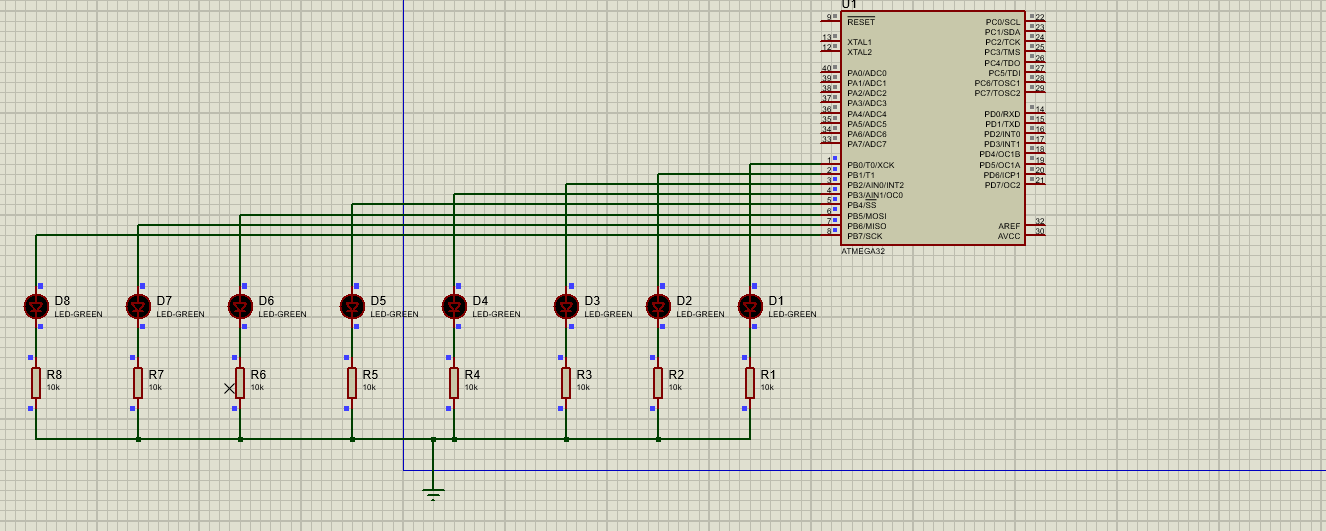 U1
9 RESET PC0/SCL 22
PC1/SDA 23
13 XTAL1 PC2/TCK 24
12 XTAL2 PC3/TMS 25
PC4/TDO 26
40 PA0/ADC0 PC5/TDI 27
39 PA1/ADC1 PC6/TOSC1 28
38 PA2/ADC2 PC7/TOSC2 29
37 PA3/ADC3
36 PA4/ADC4 PD0/RXD 14
35 PA5/ADC5 PD1/TXD 15
34 PA6/ADC6 PD2/INT0 16
33 PA7/ADC7 PD3/INT1 17
PD4/OC1B 18
1 PB0/T0/XCK PD5/OC1A 19
2 PB1/T1 PD6/ICP1 20
3 PB2/AIN0/INT2 PD7/OC2 21
4 PB3/AIN1/OC0
5 PB4/SS
6 PB5/MOSI
7 PB6/MISO AREF 32
8 PB7/SCK AVCC 30
ATMEGA32
D8 D7 D6 D5 D4 D3 D2 D1
LED-GREEN LED-GREEN LED-GREEN LED-GREEN LED-GREEN LED-GREEN LED-GREEN LED-GREEN
R8 R7 R6 R5 R4 R3 R2 R1
10k 10k 10k 10k 10k 10k 10k 10k